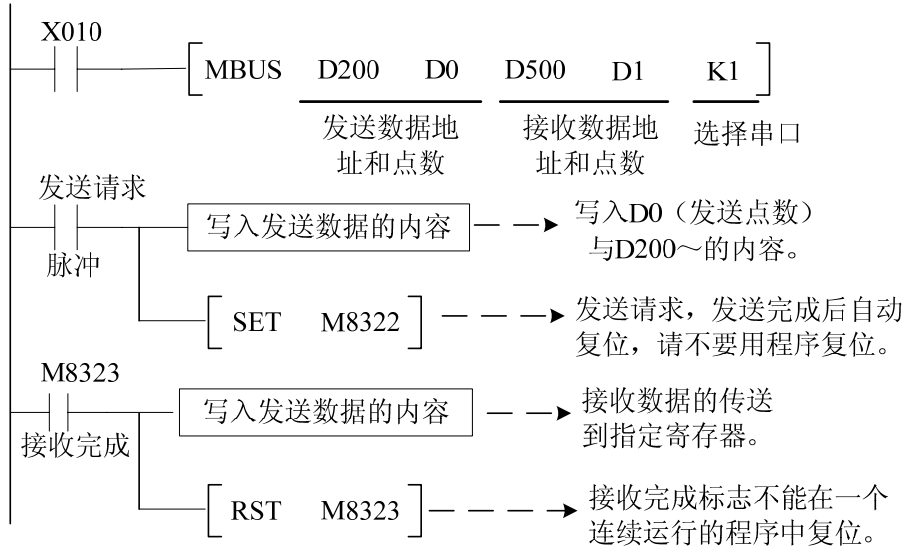 X010
MBUS D200 D0 D500 D1 K1
发送数据地
址和点数
接收数据地
址和点数
选择串口
发送请求
脉冲
写入发送数据的内容
写入D0（发送点数）
与D200～的内容。
SET M8322
发送请求，发送完成后自动
复位，请不要用程序复位。
M8323
接收完成
写入发送数据的内容
接收数据的传送
到指定寄存器。
RST M8323
接收完成标志不能在一个
连续运行的程序中复位。